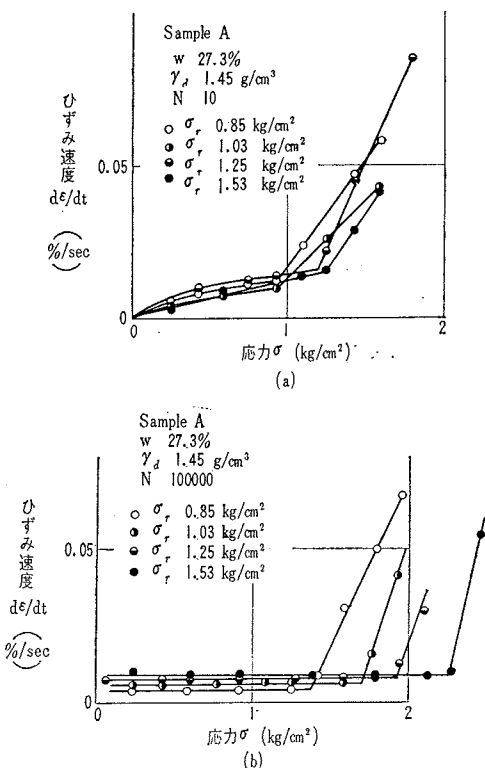 Sample A
w 27.3%
γd 1.45 g/cm³
N 10
σr 0.85 kg/cm²
σr 1.03 kg/cm²
σr 1.25 kg/cm²
σr 1.53 kg/cm²
ひずみ速度
dε/dt
(%/sec)
0.05
0
0
1
2
応力σ (kg/cm²)
(a)
Sample A
w 27.3%
γd 1.45 g/cm³
N 100000
σr 0.85 kg/cm²
σr 1.03 kg/cm²
σr 1.25 kg/cm²
σr 1.53 kg/cm²
ひずみ速度
dε/dt
(%/sec)
0.05
0
0
1
2
応力σ (kg/cm²)
(b)